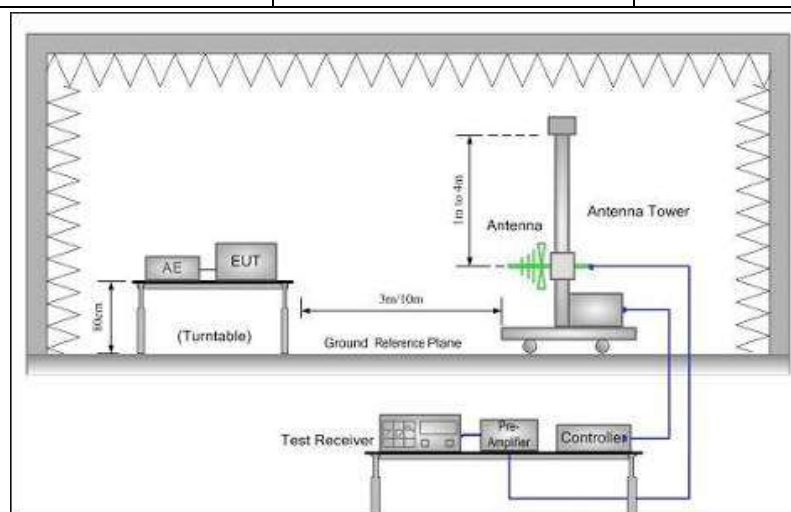 1m to 4m
Antenna
Antenna Tower
AE
EUT
3m/10m
80cm
(Turntable)
Ground Reference Plane
Test Receiver
Pre-
Amplifier
Controller